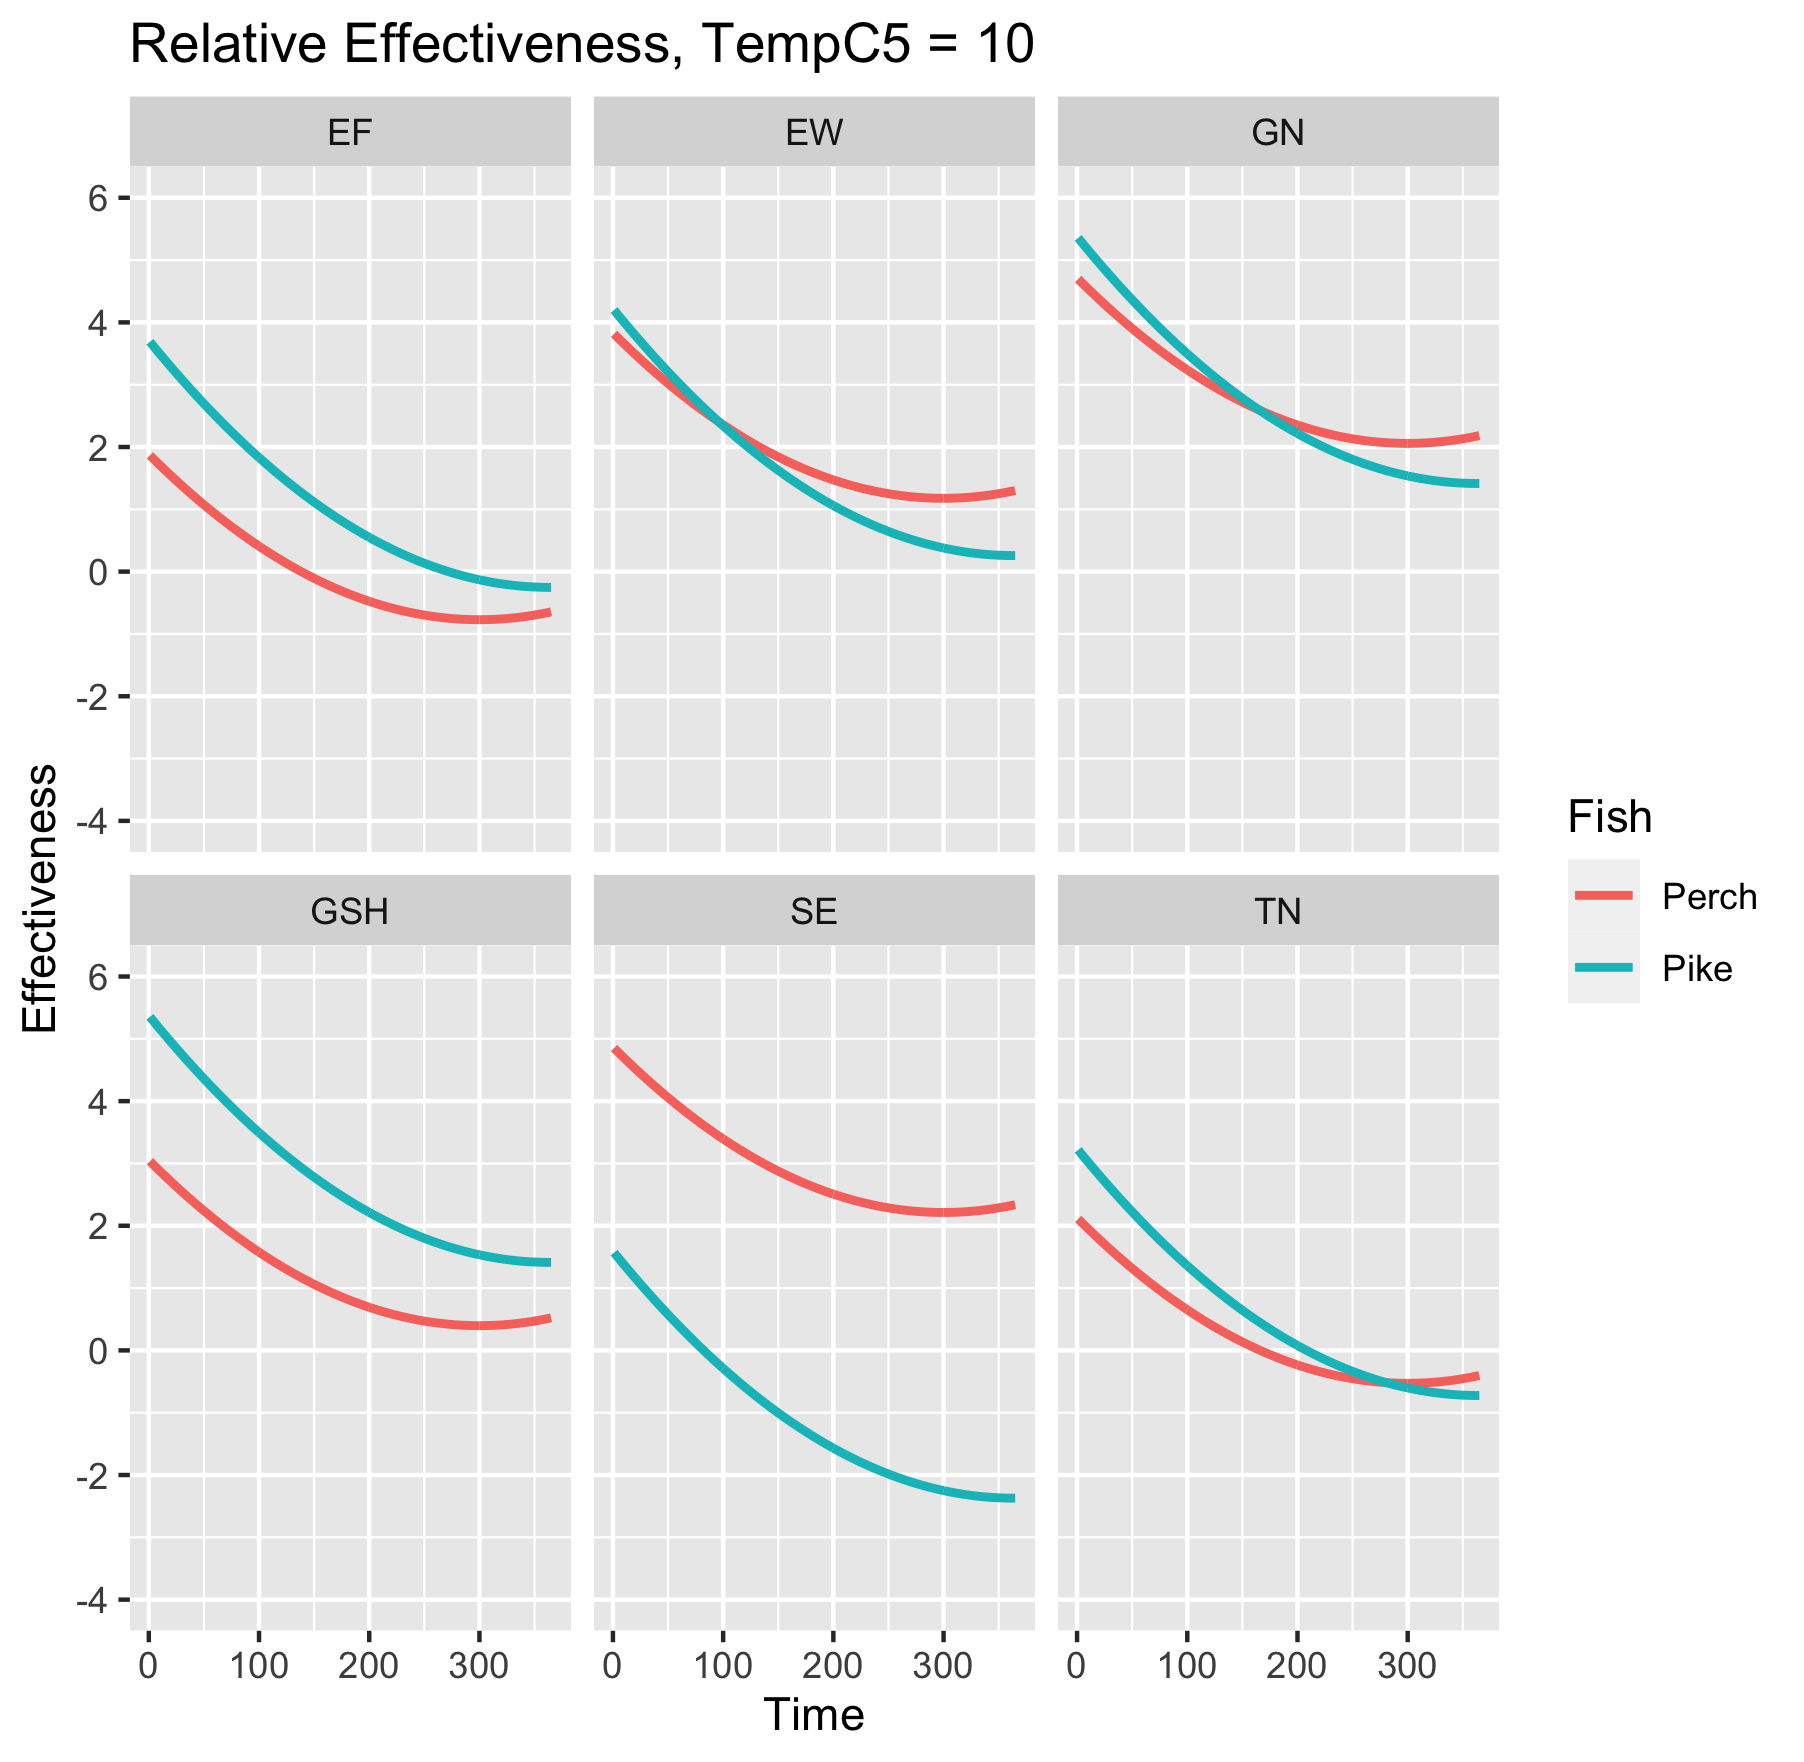 Relative Effectiveness, TempC5 = 10
EF EW GN
6
4
2
0
-2
-4
Effectiveness
GSH SE TN
6
4
2
0
-2
-4
0 100 200 300 0 100 200 300 0 100 200 300
Time
Fish
Perch
Pike